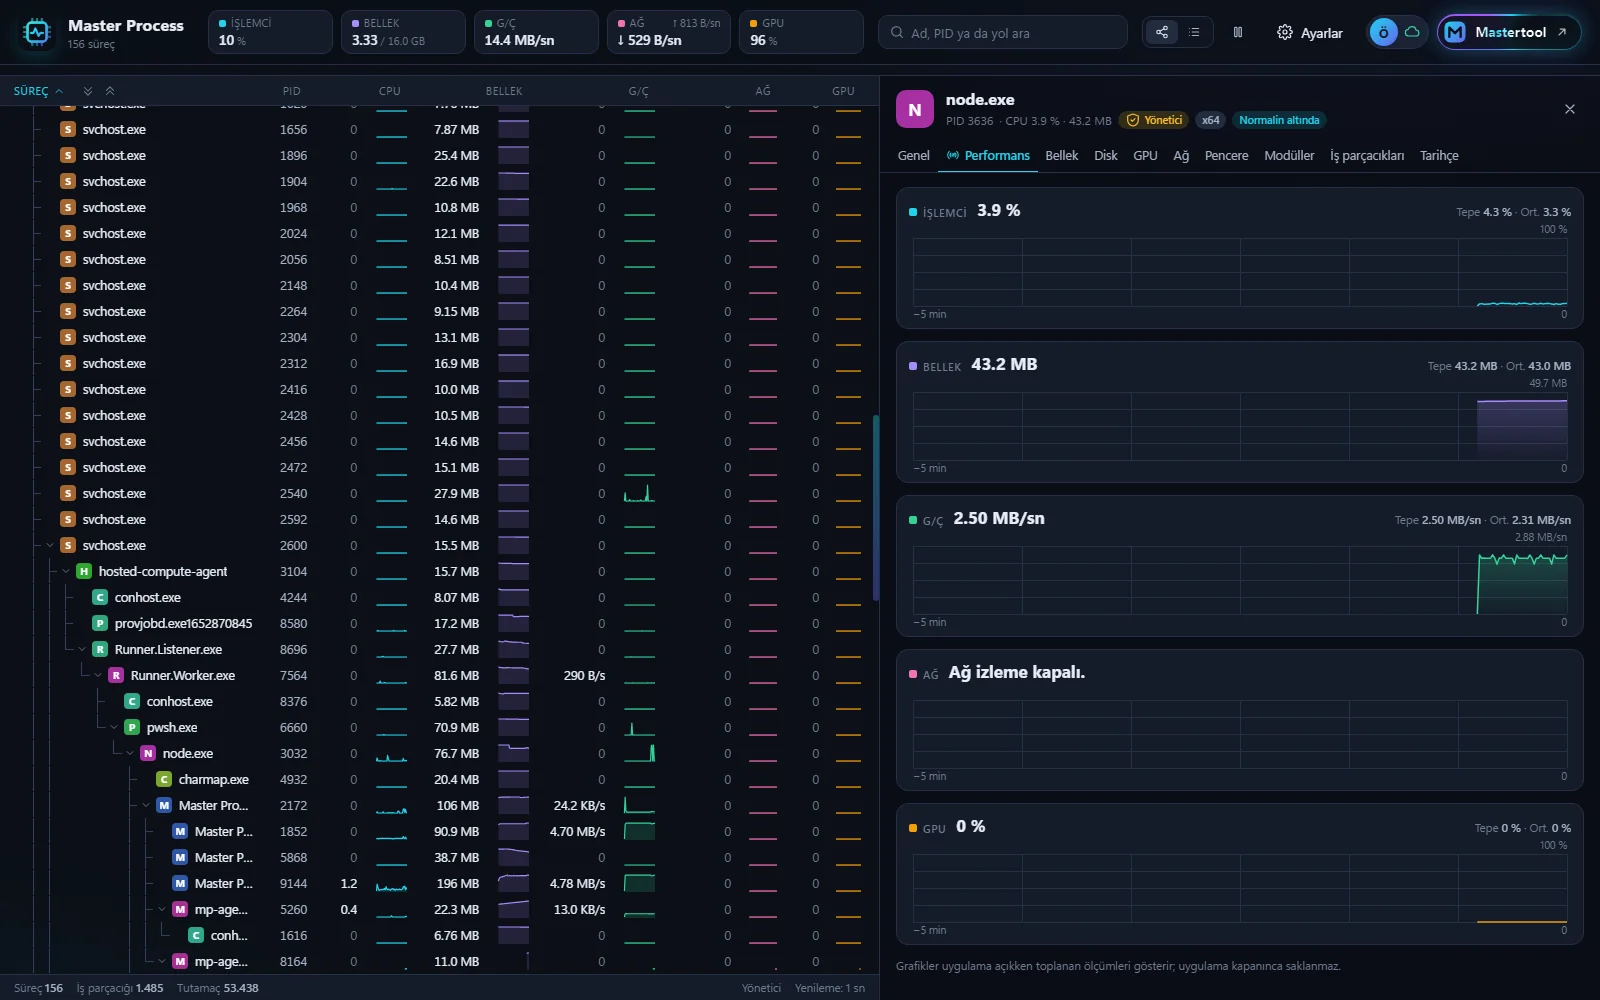 Master Process
156 süreç
İŞLEMCİ
10 %
BELLEK
3.33 / 16.0 GB
G/Ç
14.4 MB/sn
AĞ ↑ 813 B/sn
↓ 529 B/sn
GPU
96 %
Ad, PID ya da yol ara
Ayarlar
ö
M Mastertool ↗
SÜREÇ PID CPU BELLEK G/Ç AĞ GPU
S svchost.exe 1656 0 7.87 MB 0 0 0
S svchost.exe 1896 0 25.4 MB 0 0 0
S svchost.exe 1904 0 22.6 MB 0 0 0
S svchost.exe 1968 0 10.8 MB 0 0 0
S svchost.exe 2024 0 12.1 MB 0 0 0
S svchost.exe 2056 0 8.51 MB 0 0 0
S svchost.exe 2148 0 10.4 MB 0 0 0
S svchost.exe 2264 0 9.15 MB 0 0 0
S svchost.exe 2304 0 13.1 MB 0 0 0
S svchost.exe 2312 0 16.9 MB 0 0 0
S svchost.exe 2416 0 10.0 MB 0 0 0
S svchost.exe 2428 0 10.5 MB 0 0 0
S svchost.exe 2456 0 14.6 MB 0 0 0
S svchost.exe 2472 0 15.1 MB 0 0 0
S svchost.exe 2540 0 27.9 MB 0 0 0
S svchost.exe 2592 0 14.6 MB 0 0 0
S svchost.exe 2600 0 15.5 MB 0 0 0
H hosted-compute-agent 3104 0 15.7 MB 0 0 0
C conhost.exe 4244 0 8.07 MB 0 0 0
P provjobd.exe1652870845 8580 0 17.2 MB 0 0 0
R Runner.Listener.exe 8696 0 27.7 MB 0 0 0
R Runner.Worker.exe 7564 0 81.6 MB 290 B/s 0 0
C conhost.exe 8376 0 5.82 MB 0 0 0
P pwsh.exe 6660 0 70.9 MB 0 0 0
N node.exe 3032 0 76.7 MB 0 0 0
C charmap.exe 4932 0 20.4 MB 0 0 0
M Master Pro... 2172 0 106 MB 24.2 KB/s 0 0
M Master P... 1852 0 90.9 MB 4.70 MB/s 0 0
M Master P... 5868 0 38.7 MB 0 0 0
M Master P... 9144 1.2 196 MB 4.78 MB/s 0 0
M mp-age... 5260 0.4 22.3 MB 13.0 KB/s 0 0
C conh... 1616 0 6.76 MB 0 0 0
M mp-age... 8164 0 11.0 MB 0 0 0
Süreç 156 İş parçacığı 1.485 Tutamaç 53.438 Yönetici Yenileme: 1 sn
N node.exe
PID 3636 · CPU 3.9 % · 43.2 MB Yönetici x64 Normalin altında
Genel Performans Bellek Disk GPU Ağ Pencere Modüller İş parçacıkları Tarihçe
İŞLEMCİ 3.9 % Tepe 4.3 % · Ort. 3.3 %
100 %
−5 min 0
BELLEK 43.2 MB Tepe 43.2 MB · Ort. 43.0 MB
49.7 MB
−5 min 0
G/Ç 2.50 MB/sn Tepe 2.50 MB/sn · Ort. 2.31 MB/sn
2.88 MB/sn
−5 min 0
AĞ Ağ izleme kapalı.
−5 min 0
GPU 0 % Tepe 0 % · Ort. 0 %
100 %
−5 min 0
Grafikler uygulama açıkken toplanan ölçümleri gösterir; uygulama kapanınca saklanmaz.